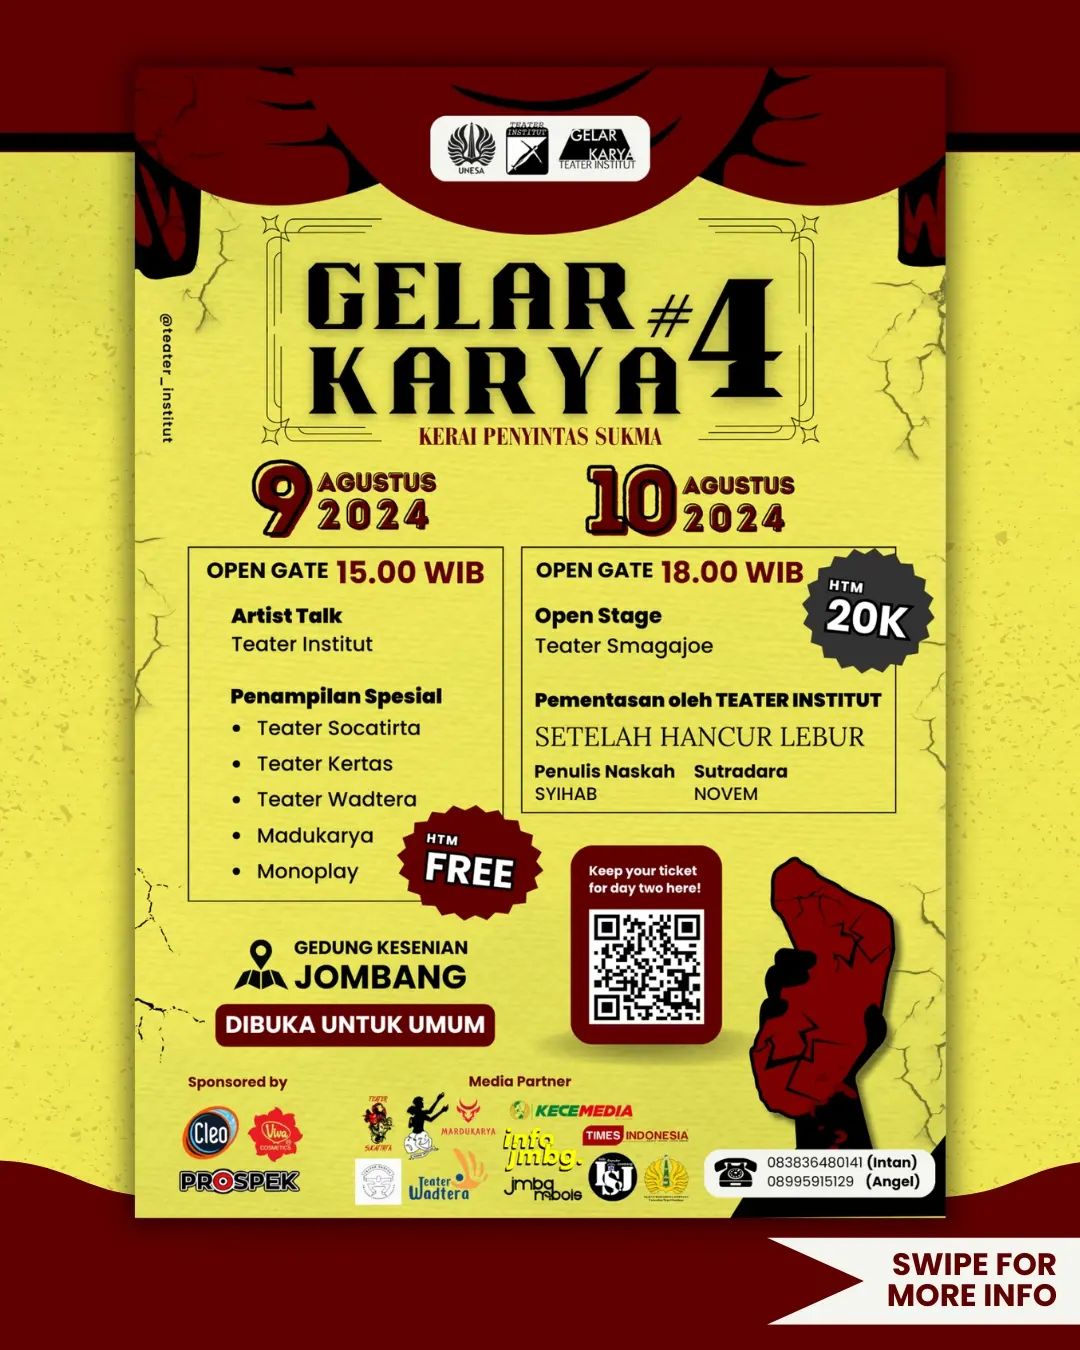 UNESA
TEATER
INSTITUT
GELAR
KARYA
TEATER INSTITUT
@teater_institut
GELAR
KARYA
#4
KERAI PENYINTAS SUKMA
9 AGUSTUS
2024
OPEN GATE 15.00 WIB
Artist Talk
Teater Institut
Penampilan Spesial
• Teater Socatirta
• Teater Kertas
• Teater Wadtera
• Madukarya
• Monoplay
HTM
FREE
10 AGUSTUS
2024
OPEN GATE 18.00 WIB
HTM
20K
Open Stage
Teater Smagajoe
Pementasan oleh TEATER INSTITUT
SETELAH HANCUR LEBUR
Penulis Naskah Sutradara
SYIHAB NOVEM
Keep your ticket
for day two here!
GEDUNG KESENIAN
JOMBANG
DIBUKA UNTUK UMUM
Sponsored by
Cleo
Viva
COSMETICS
PROSPEK
Media Partner
TEATER
MARDUKARYA
KECEMEDIA
info
jmbg.
TIMES INDONESIA
Teater
Wadtera
jmbg
mbois
083836480141 (Intan)
08995915129 (Angel)
SWIPE FOR
MORE INFO